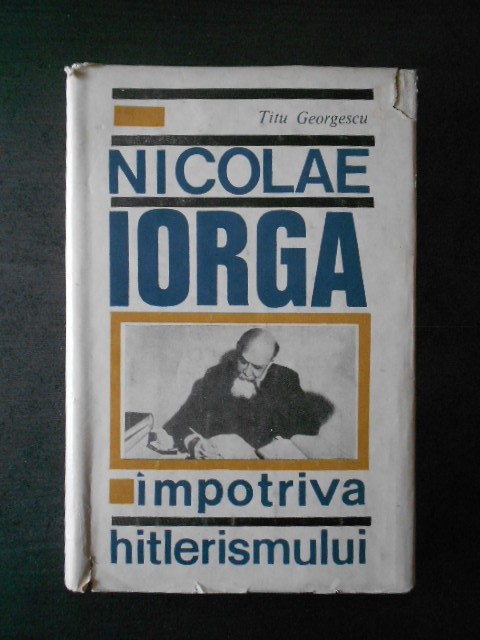 Titu Georgescu
NICOLAE
IORGA
împotriva
hitlerismului